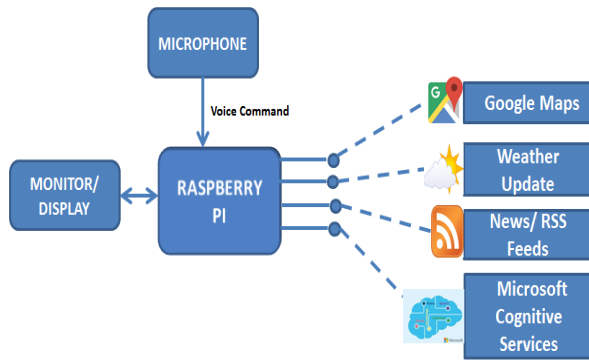 MICROPHONE
Voice Command
MONITOR/
DISPLAY
RASPBERRY
PI
G
Google Maps
Weather
Update
News/ RSS
Feeds
Microsoft
Cognitive
Services